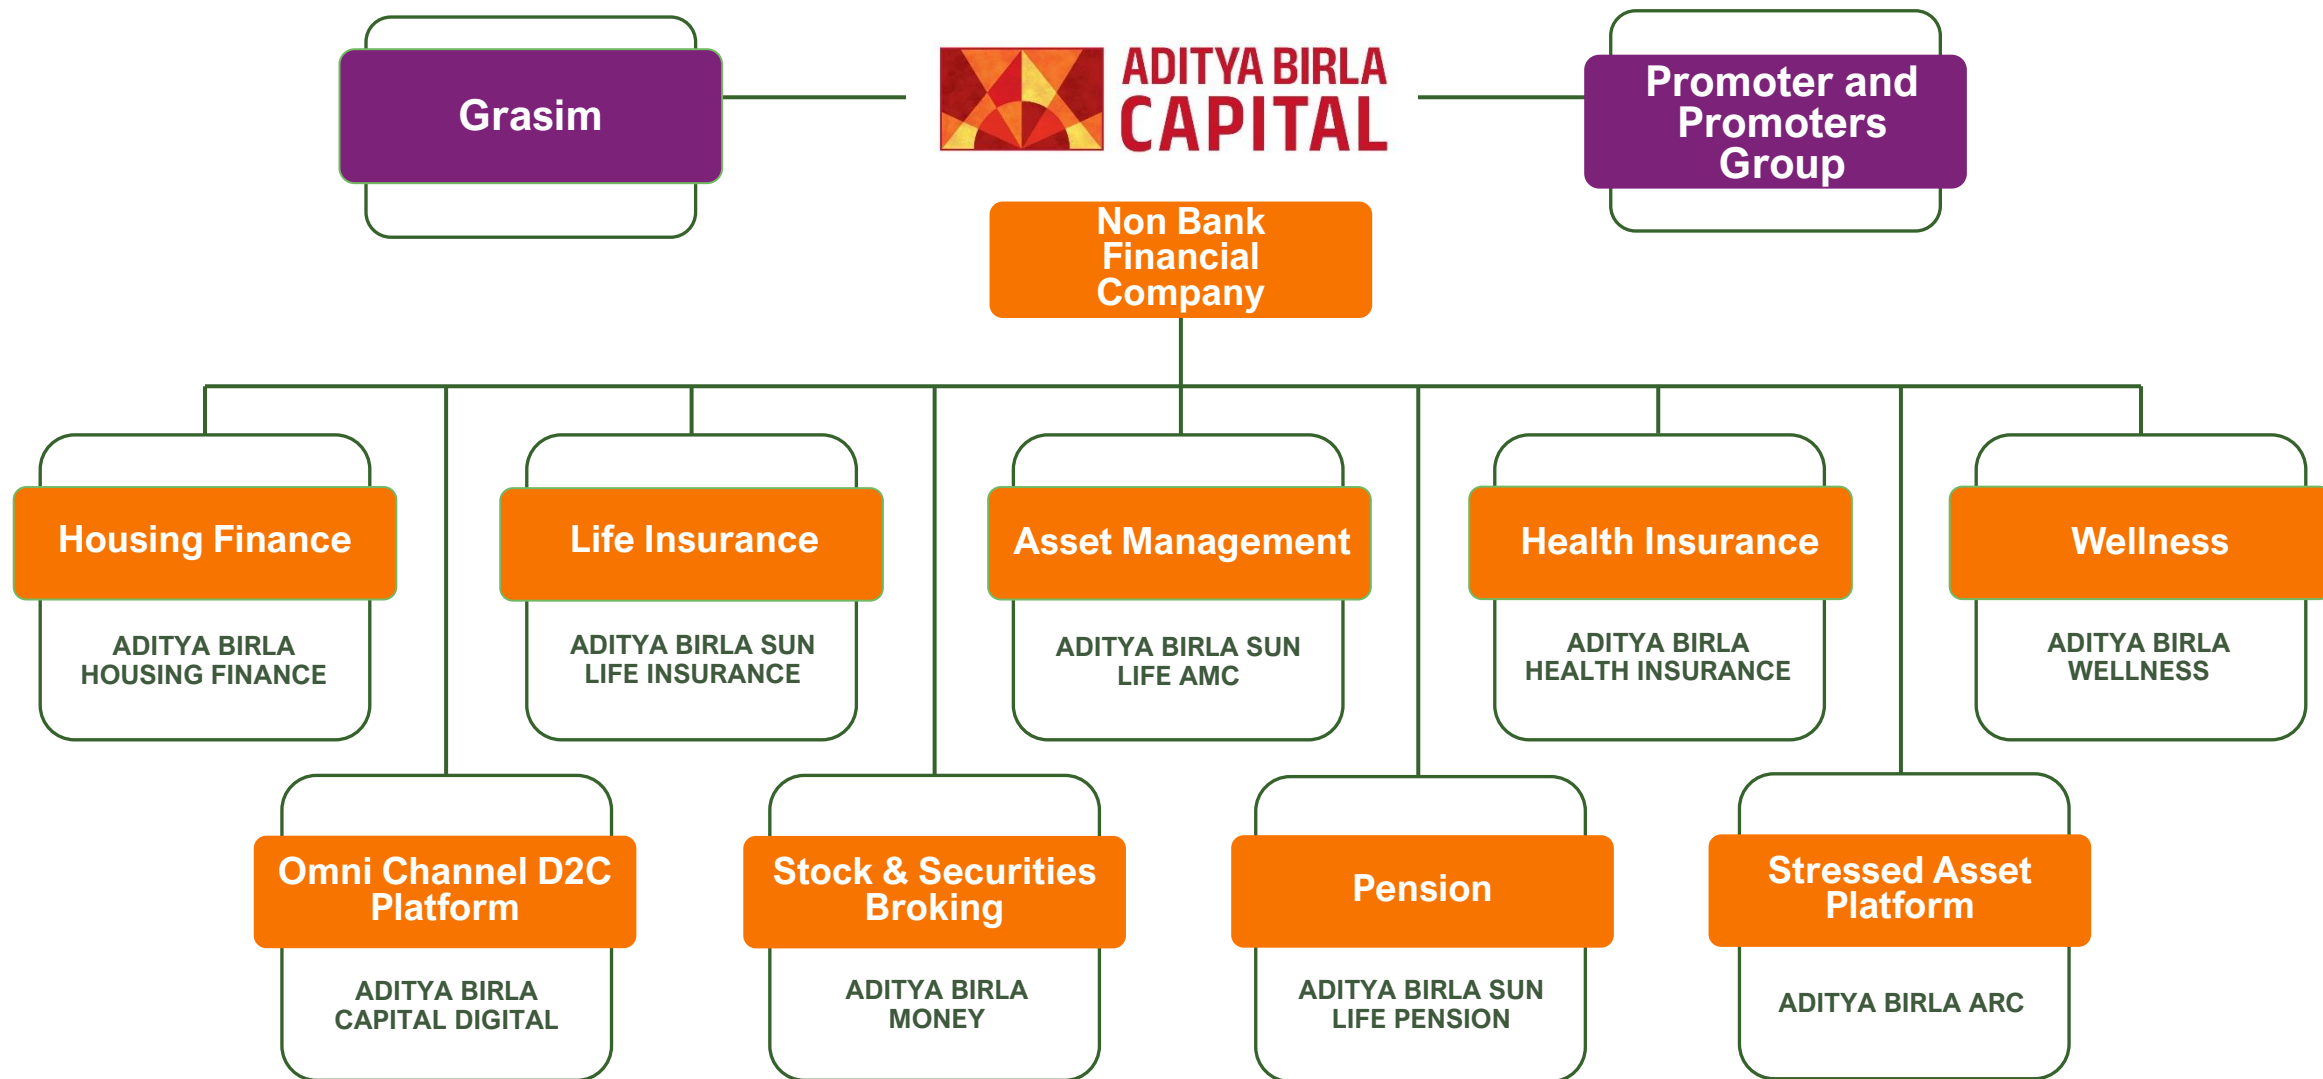 Grasim
ADITYA BIRLA
CAPITAL
Promoter and
Promoters
Group
Non Bank
Financial
Company
Housing Finance
ADITYA BIRLA
HOUSING FINANCE
Life Insurance
ADITYA BIRLA SUN
LIFE INSURANCE
Asset Management
ADITYA BIRLA SUN
LIFE AMC
Health Insurance
ADITYA BIRLA
HEALTH INSURANCE
Wellness
ADITYA BIRLA
WELLNESS
Omni Channel D2C
Platform
ADITYA BIRLA
CAPITAL DIGITAL
Stock & Securities
Broking
ADITYA BIRLA
MONEY
Pension
ADITYA BIRLA SUN
LIFE PENSION
Stressed Asset
Platform
ADITYA BIRLA ARC